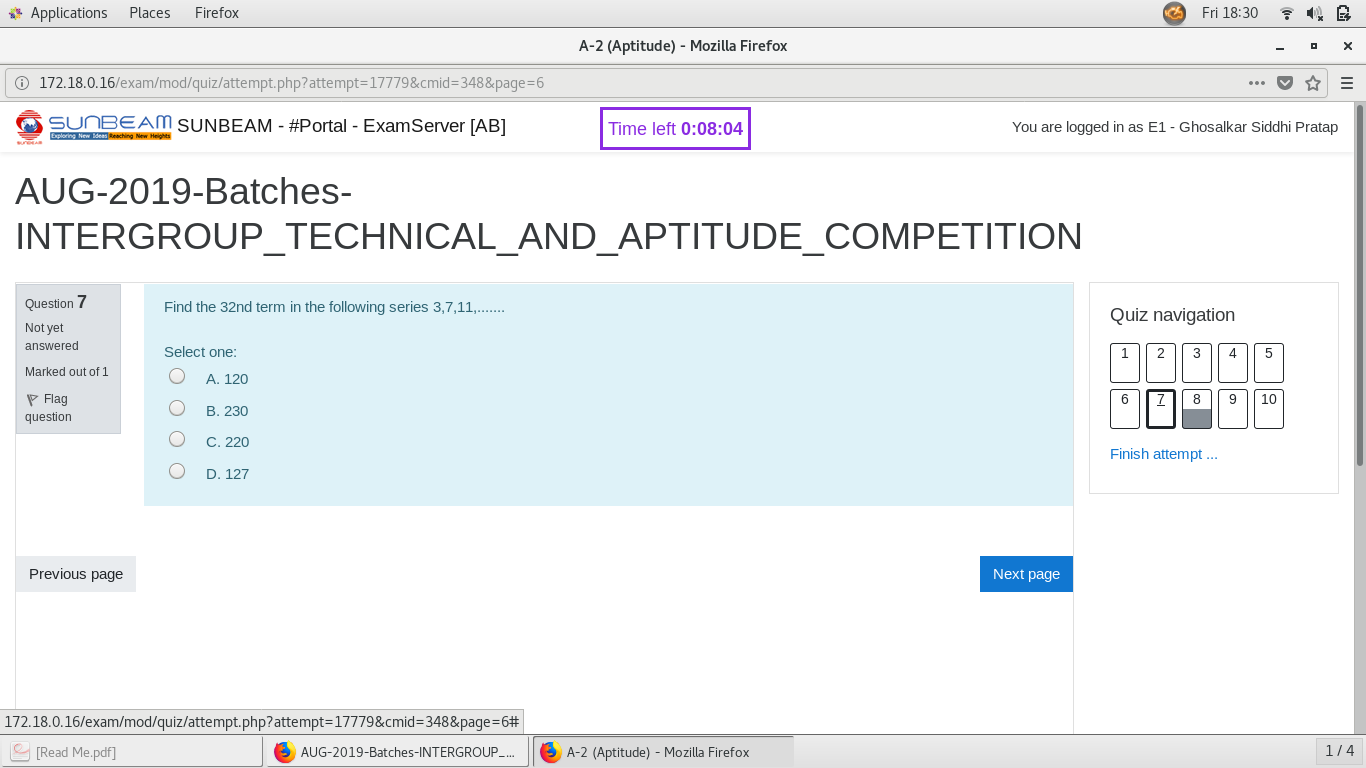 Applications Places Firefox Fri 18:30
A-2 (Aptitude) - Mozilla Firefox
172.18.0.16/exam/mod/quiz/attempt.php?attempt=17779&cmid=348&page=6
SUNBEAM
Exploring New Ideas Reaching New Heights
SUNBEAM
SUNBEAM - #Portal - ExamServer [AB]
Time left 0:08:04
You are logged in as E1 - Ghosalkar Siddhi Pratap
AUG-2019-Batches-
INTERGROUP_TECHNICAL_AND_APTITUDE_COMPETITION
Question 7
Not yet
answered
Marked out of 1
Flag
question
Find the 32nd term in the following series 3,7,11,.......
Select one:
A. 120
B. 230
C. 220
D. 127
Quiz navigation
1 2 3 4 5
6 7 8 9 10
Finish attempt ...
Previous page
Next page
172.18.0.16/exam/mod/quiz/attempt.php?attempt=17779&cmid=348&page=6#
[Read Me.pdf]
AUG-2019-Batches-INTERGROUP_-...
A-2 (Aptitude) - Mozilla Firefox
1 / 4